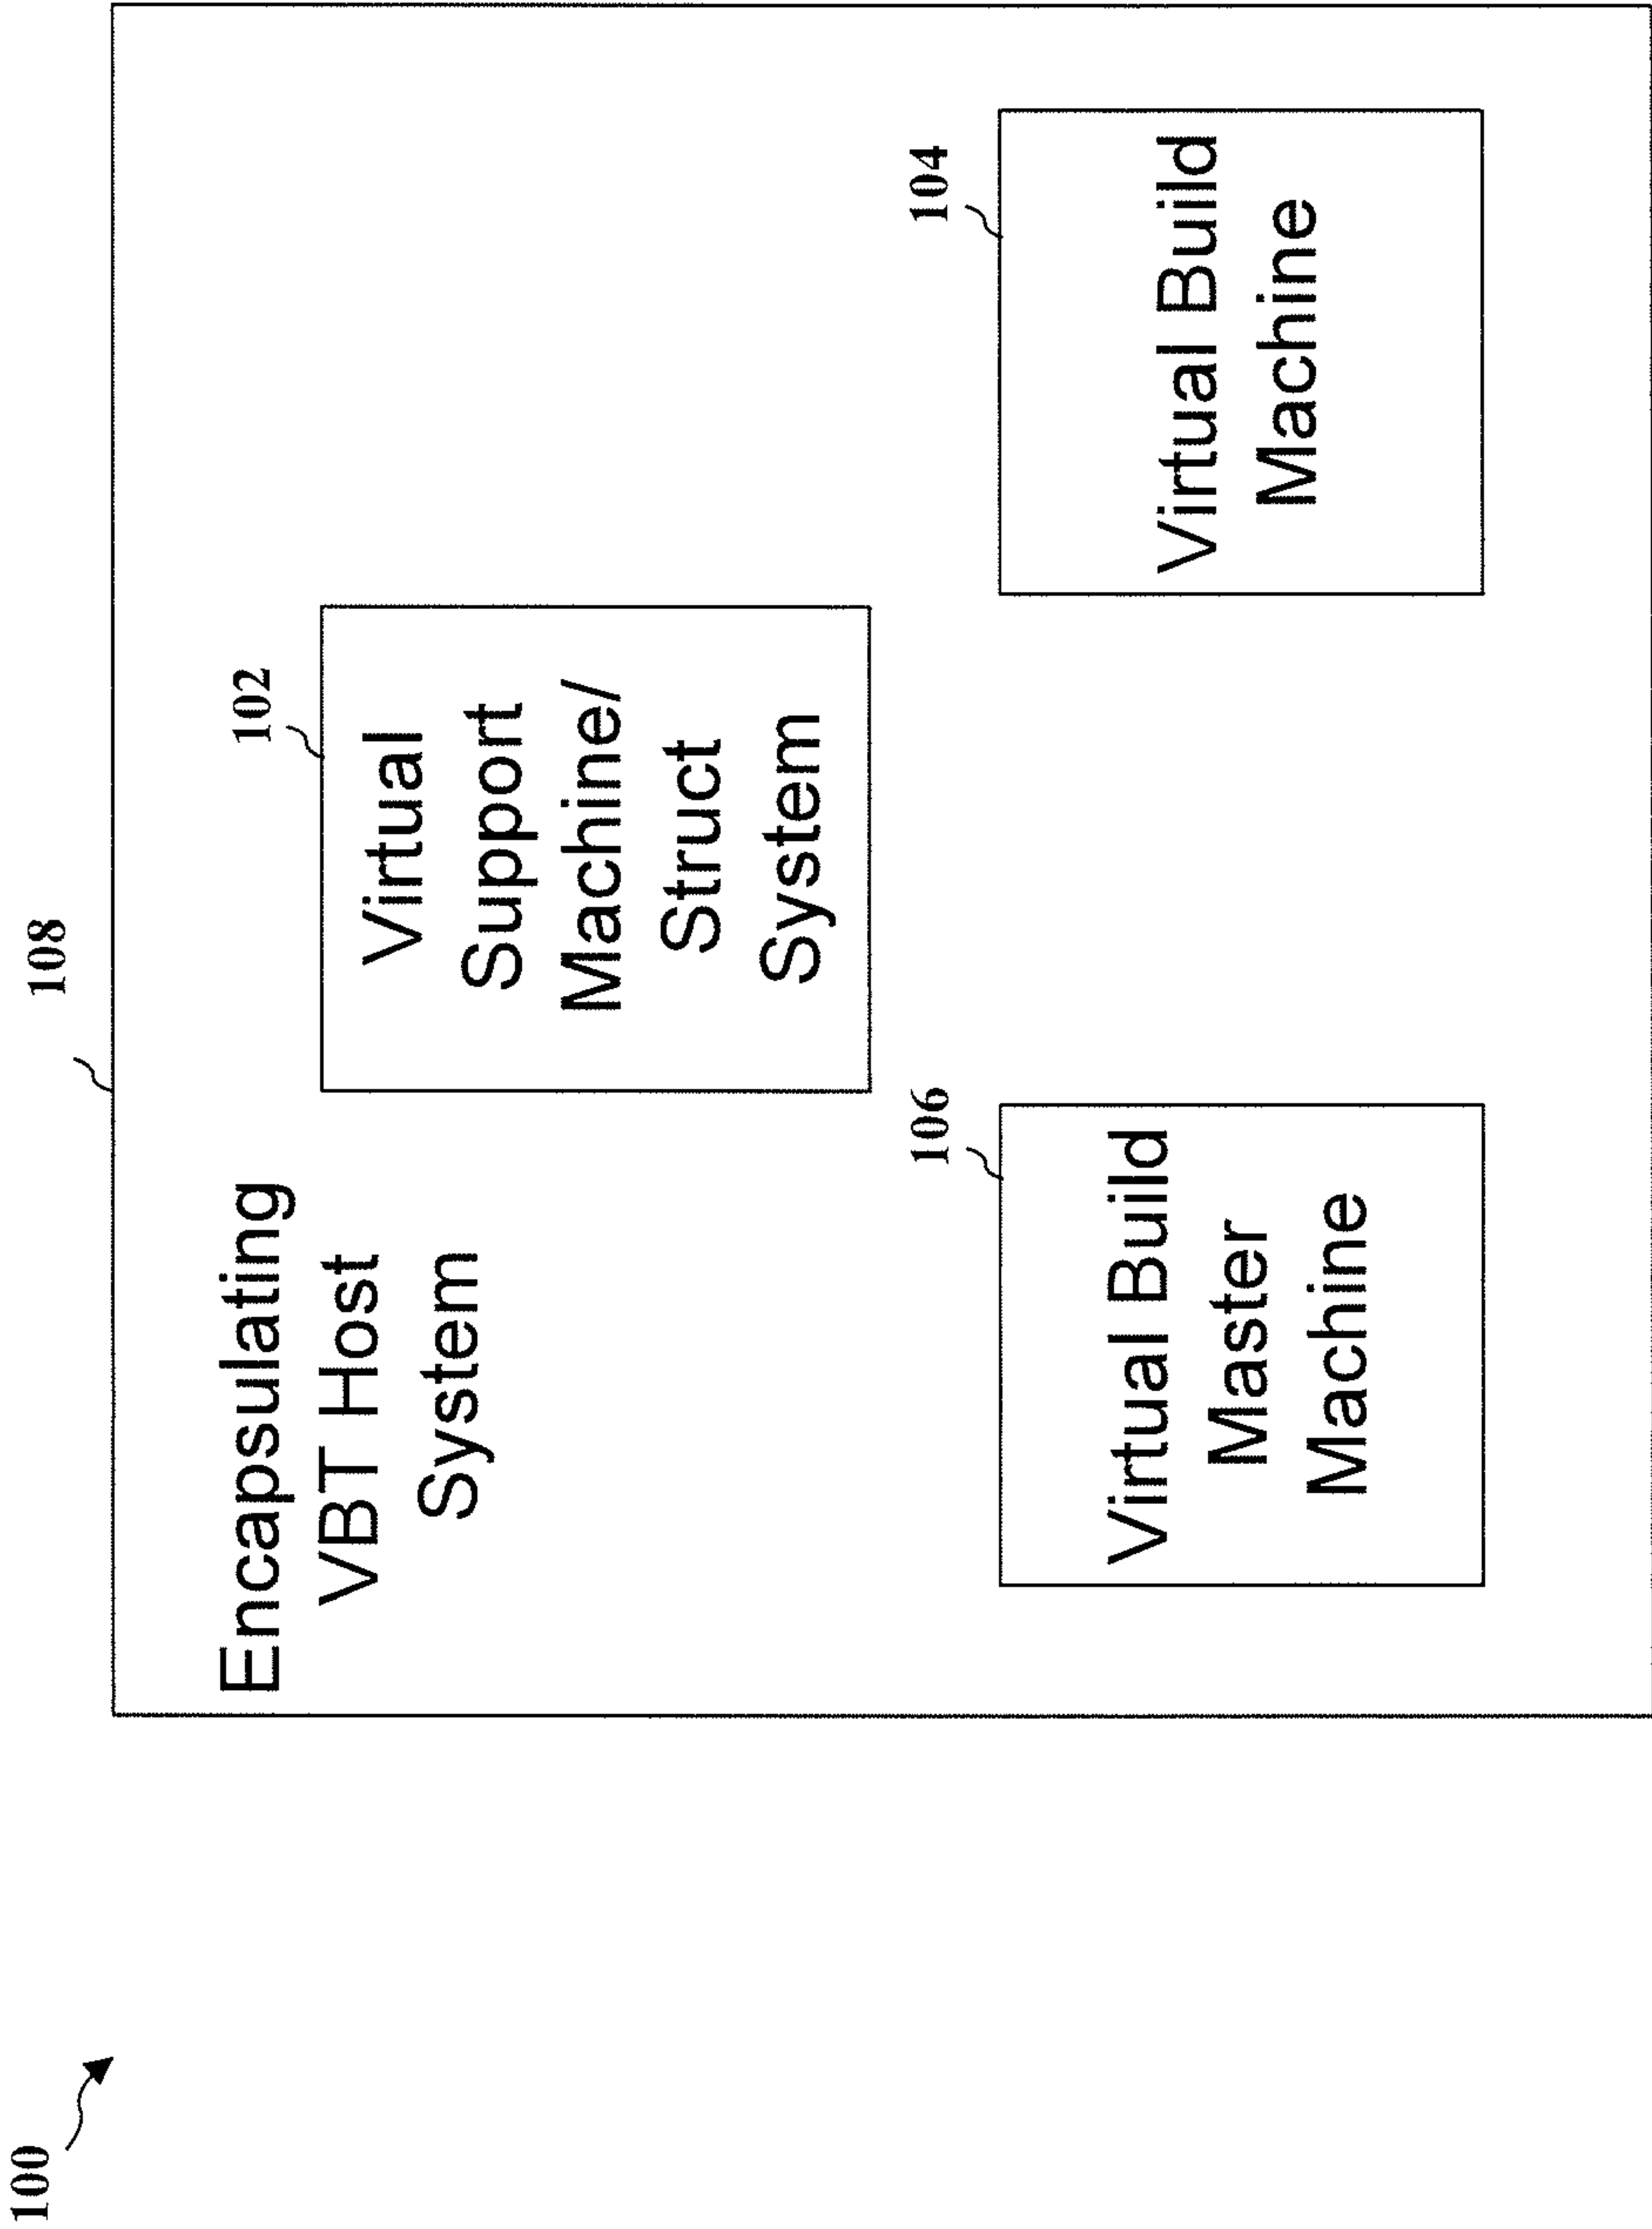 100
108
Encapsulating
VBT Host
System
102
Virtual
Support
Machine/
Struct
System
106
Virtual Build
Master
Machine
104
Virtual Build
Machine